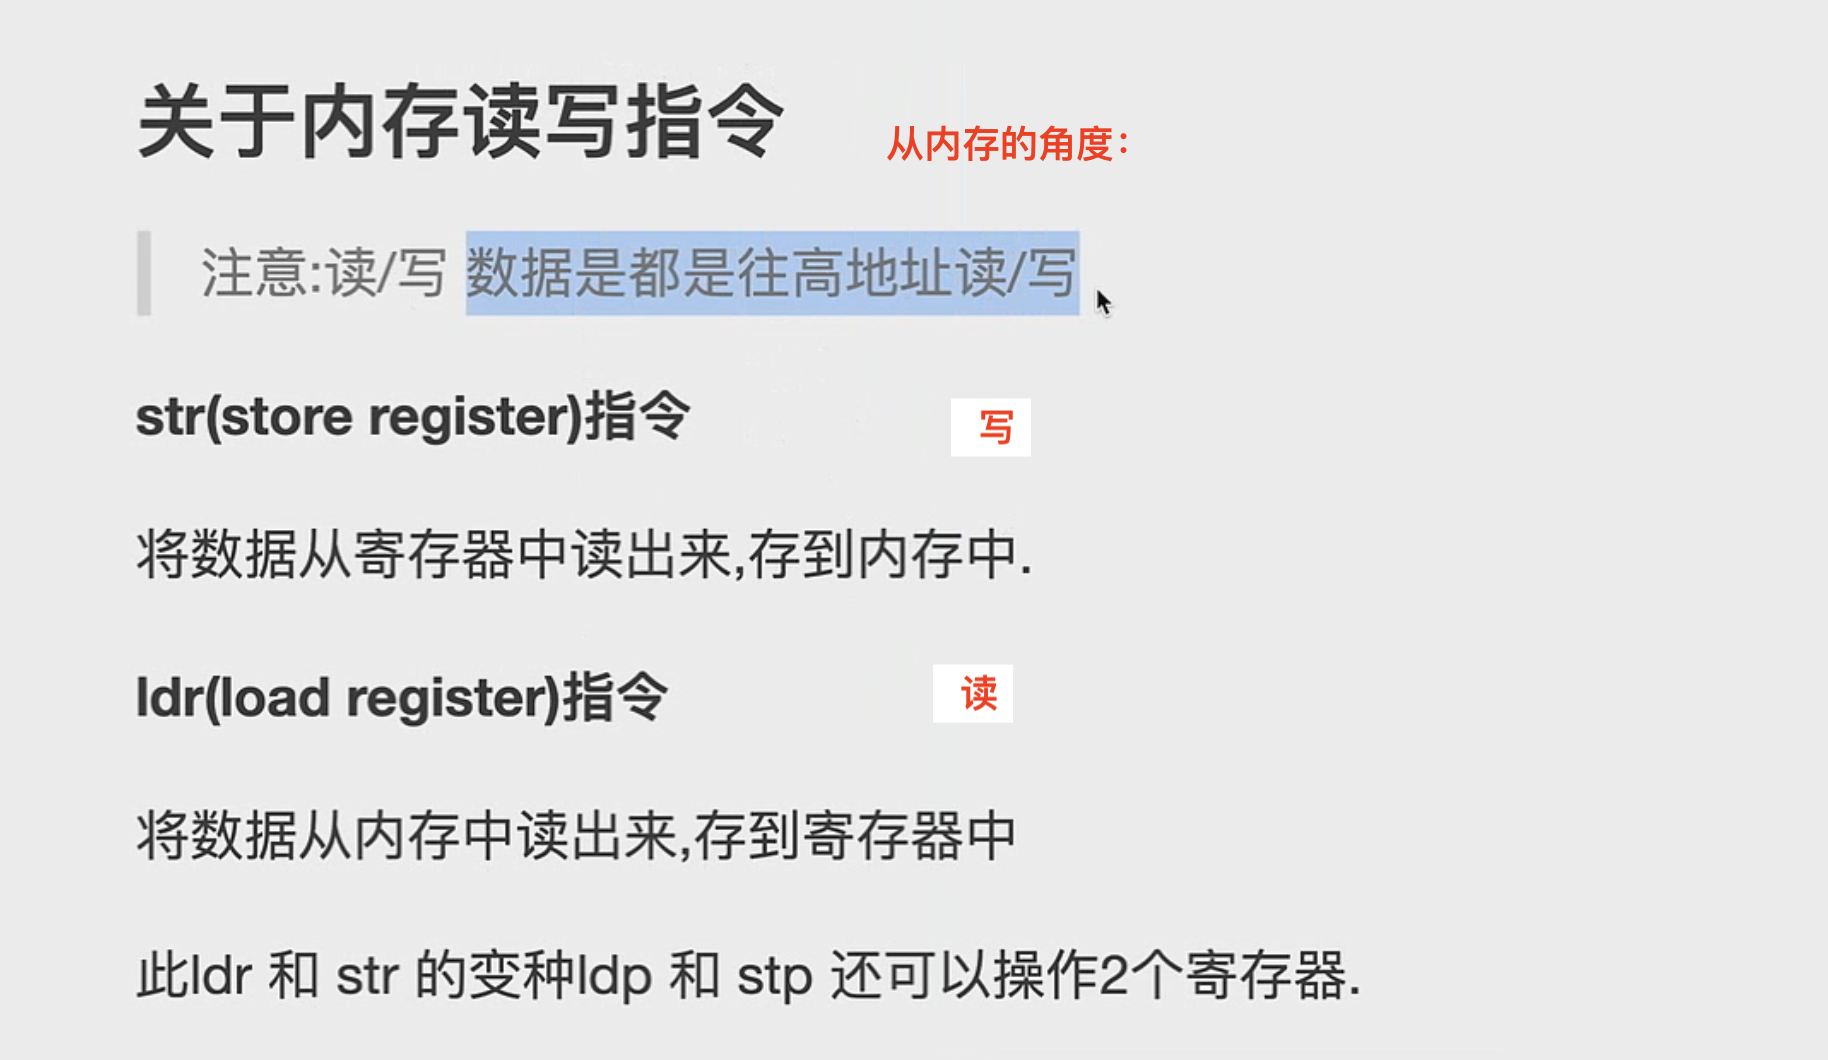 关于内存读写指令
从内存的角度：
注意:读/写 数据是都是往高地址读/写
str(store register)指令
写
将数据从寄存器中读出来,存到内存中.
ldr(load register)指令
读
将数据从内存中读出来,存到寄存器中
此ldr 和 str 的变种ldp 和 stp 还可以操作2个寄存器.